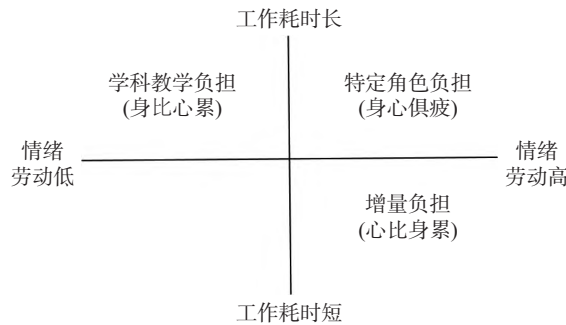 工作耗时长
学科教学负担
(身比心累)
特定角色负担
(身心俱疲)
情绪
劳动低
情绪
劳动高
增量负担
(心比身累)
工作耗时短